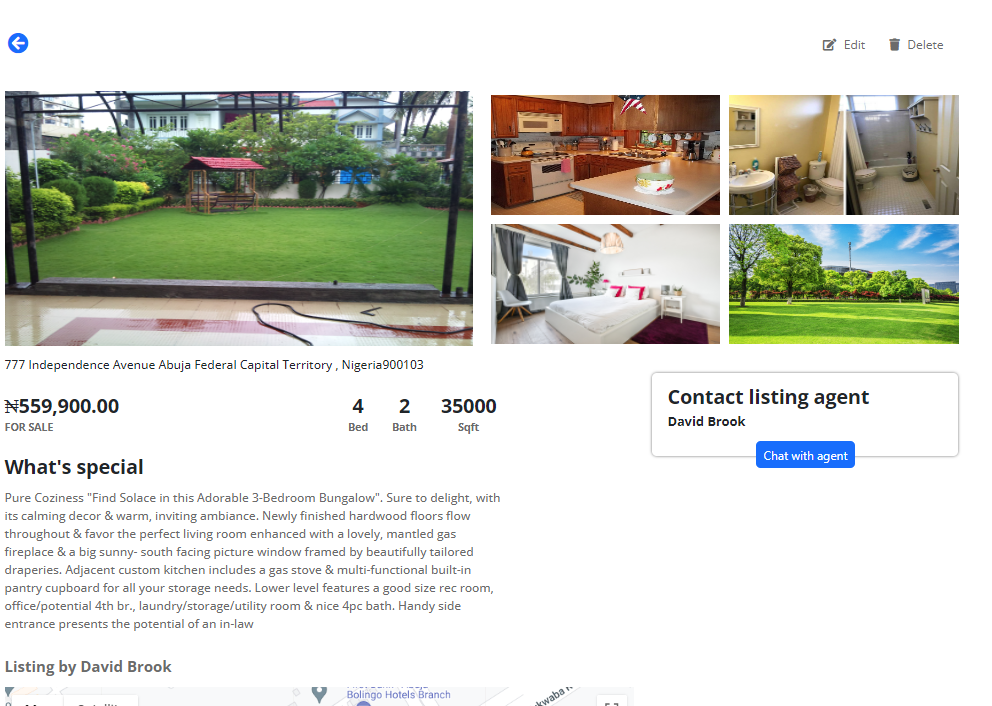 Edit Delete
777 Independence Avenue Abuja Federal Capital Territory , Nigeria900103
₦559,900.00
FOR SALE
4 2 35000
Bed Bath Sqft
Contact listing agent
David Brook
Chat with agent
What's special
Pure Coziness "Find Solace in this Adorable 3-Bedroom Bungalow". Sure to delight, with
its calming decor & warm, inviting ambiance. Newly finished hardwood floors flow
throughout & favor the perfect living room enhanced with a lovely, mantled gas
fireplace & a big sunny- south facing picture window framed by beautifully tailored
draperies. Adjacent custom kitchen includes a gas stove & multi-functional built-in
pantry cupboard for all your storage needs. Lower level features a good size rec room,
office/potential 4th br., laundry/storage/utility room & nice 4pc bath. Handy side
entrance presents the potential of an in-law
Listing by David Brook
Bolingo Hotels Branch